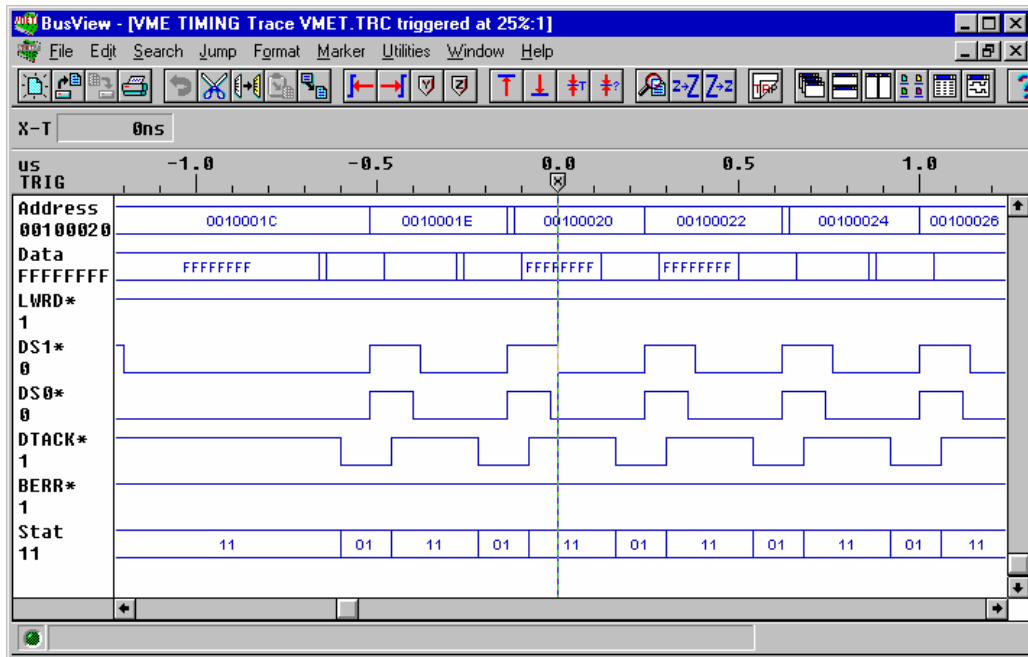 BusView - [VME TIMING Trace VMET.TRC triggered at 25%:1]
File Edit Search Jump Format Marker Utilities Window Help
X-T 0ns
us -1.0 -0.5 0.0 0.5 1.0
TRIG
Address
00100020
0010001C 0010001E 00100020 00100022 00100024 00100026
Data
FFFFFFFF
FFFFFFFF FFFFFFFF FFFFFFFF
LWRD*
1
DS1*
0
DS0*
0
DTACK*
1
BERR*
1
Stat
11
11 01 11 01 11 01 11 01 11 01 11